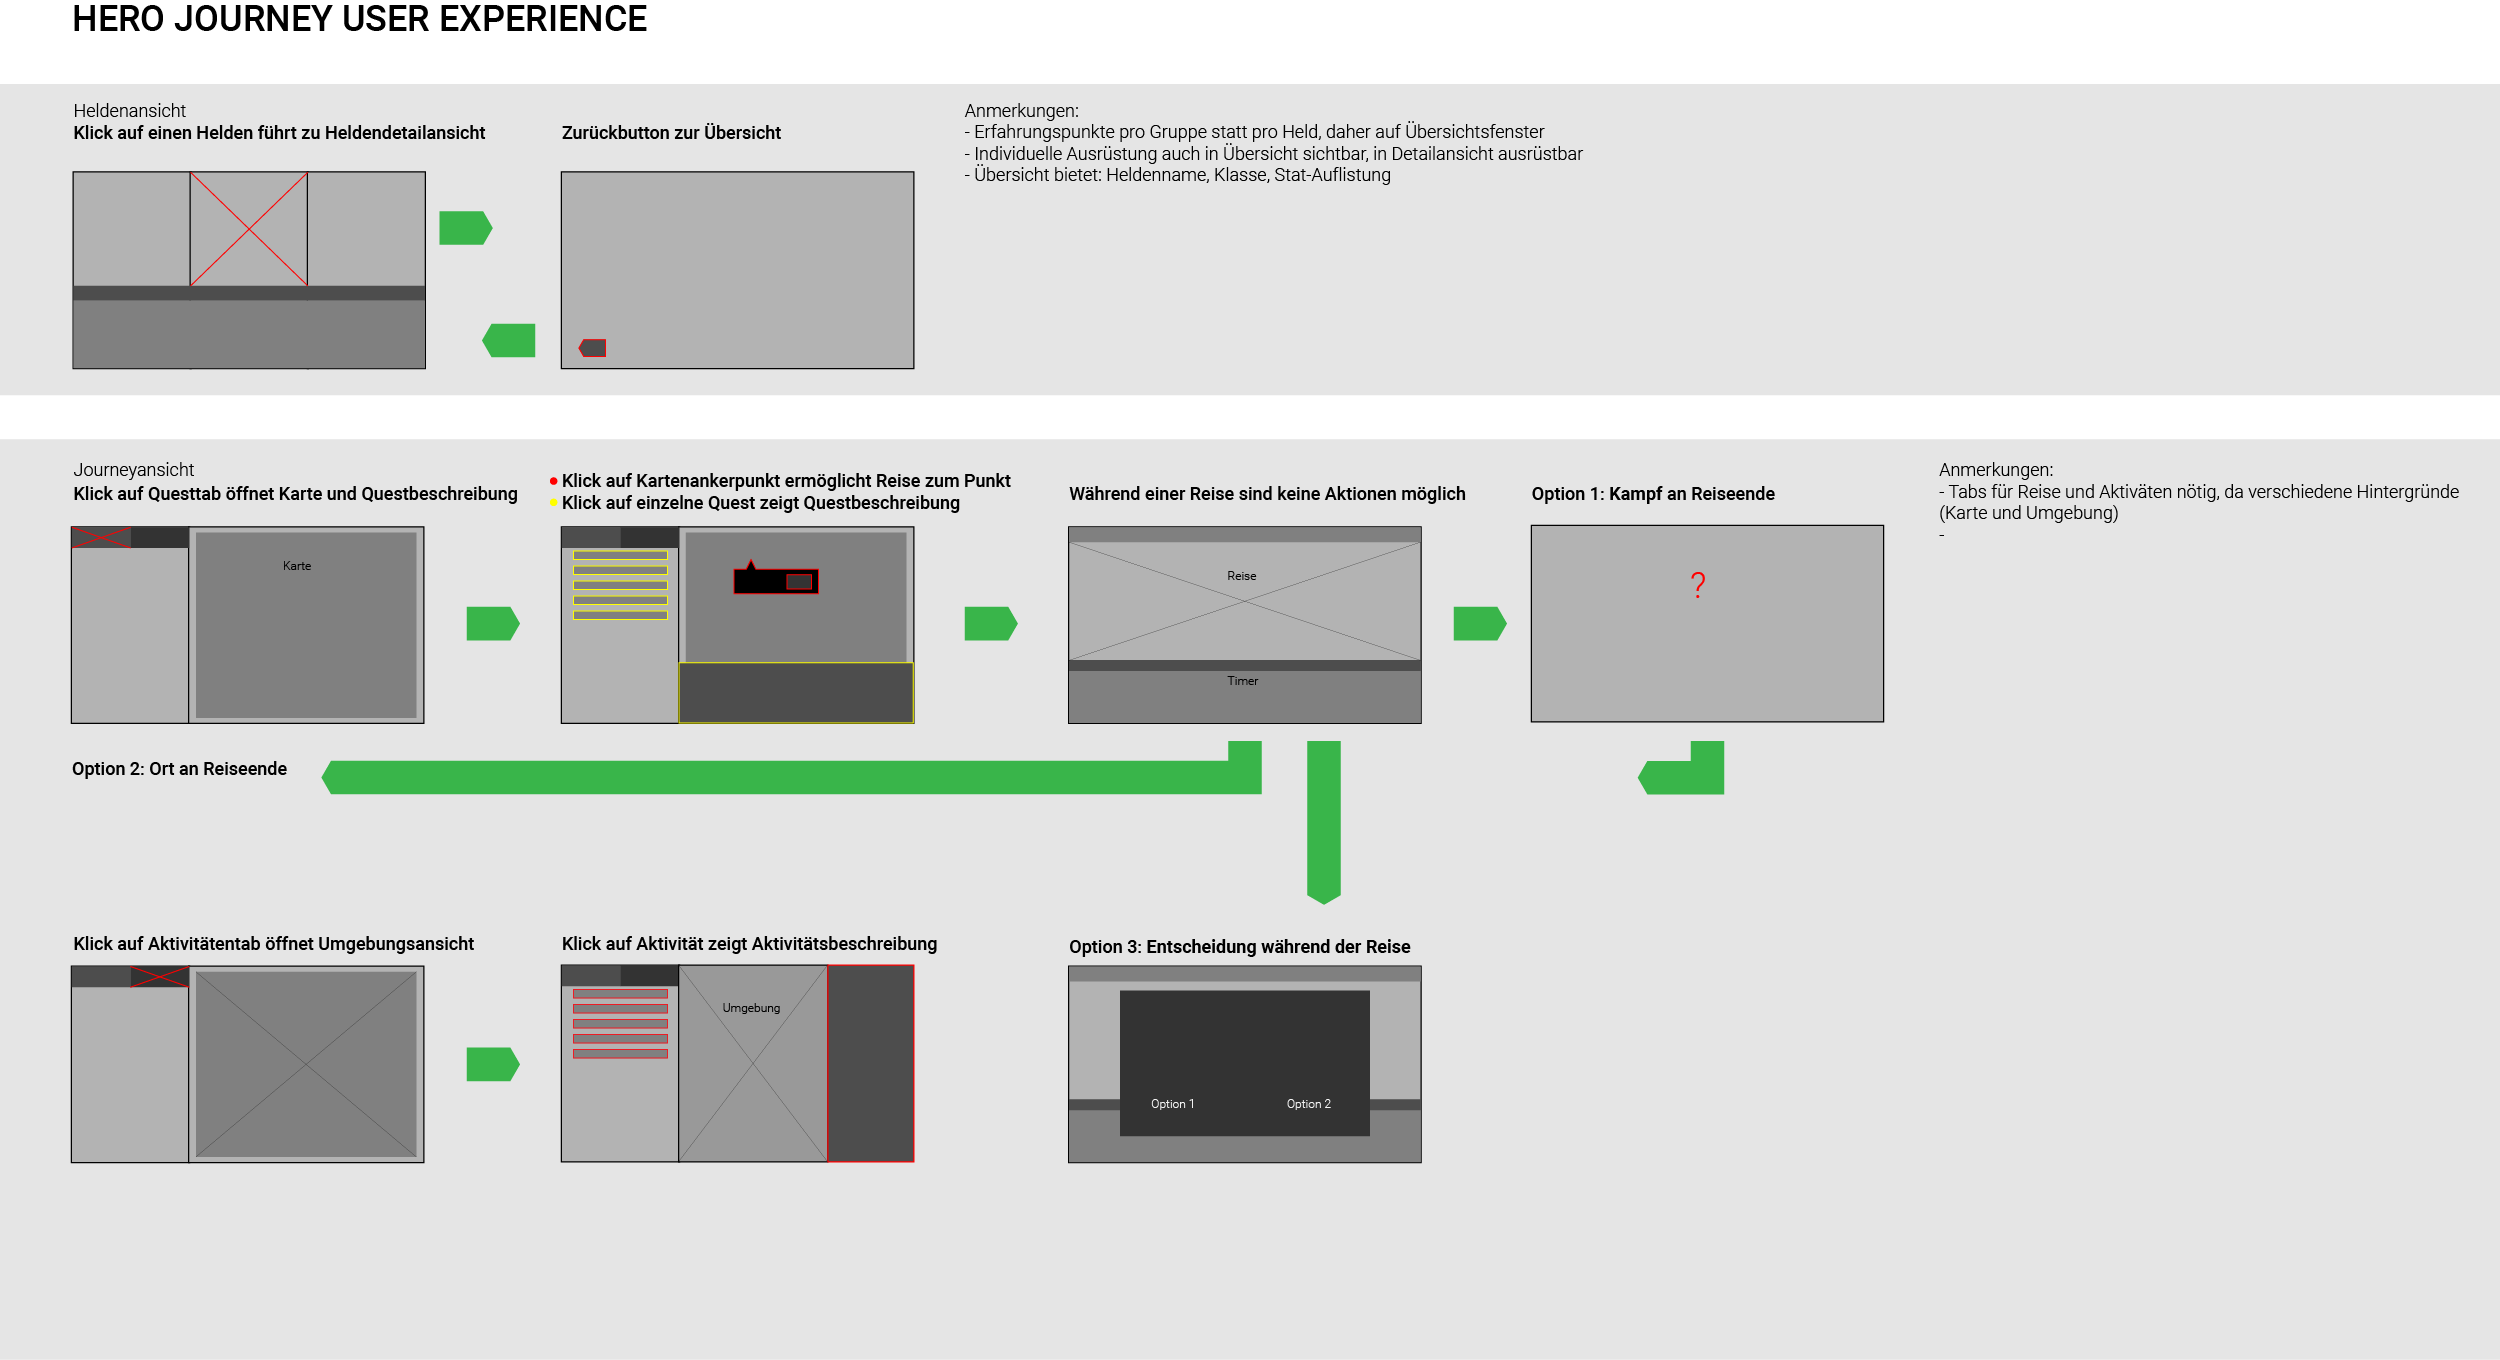 HERO JOURNEY USER EXPERIENCE
Heldenansicht
Klick auf einen Helden führt zu Heldendetailansicht
Zurückbutton zur Übersicht
Anmerkungen:
- Erfahrungspunkte pro Gruppe statt pro Held, daher auf Übersichtsfenster
- Individuelle Ausrüstung auch in Übersicht sichtbar, in Detailansicht ausrüstbar
- Übersicht bietet: Heldenname, Klasse, Stat-Auflistung
Journeyansicht
Klick auf Questtab öffnet Karte und Questbeschreibung
Karte
Klick auf Kartenankerpunkt ermöglicht Reise zum Punkt
Klick auf einzelne Quest zeigt Questbeschreibung
Während einer Reise sind keine Aktionen möglich
Reise
Timer
Option 1: Kampf an Reiseende
?
Anmerkungen:
- Tabs für Reise und Aktiväten nötig, da verschiedene Hintergründe
(Karte und Umgebung)
-
Option 2: Ort an Reiseende
Klick auf Aktivitätentab öffnet Umgebungsansicht
Klick auf Aktivität zeigt Aktivitätsbeschreibung
Umgebung
Option 3: Entscheidung während der Reise
Option 1
Option 2